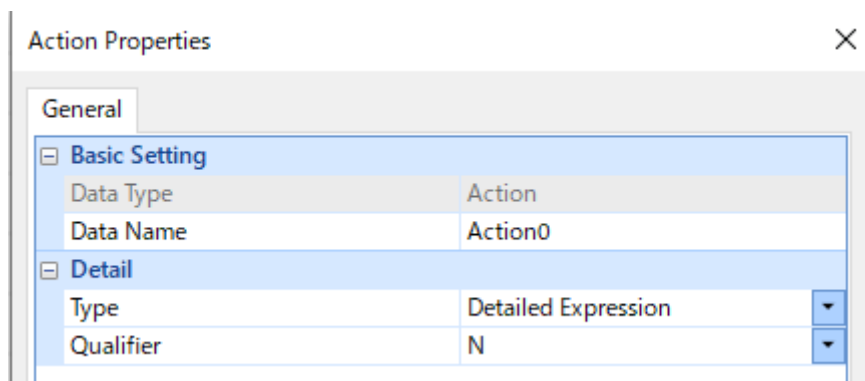 Action Properties
General
Basic Setting
Data Type Action
Data Name Action0
Detail
Type Detailed Expression
Qualifier N